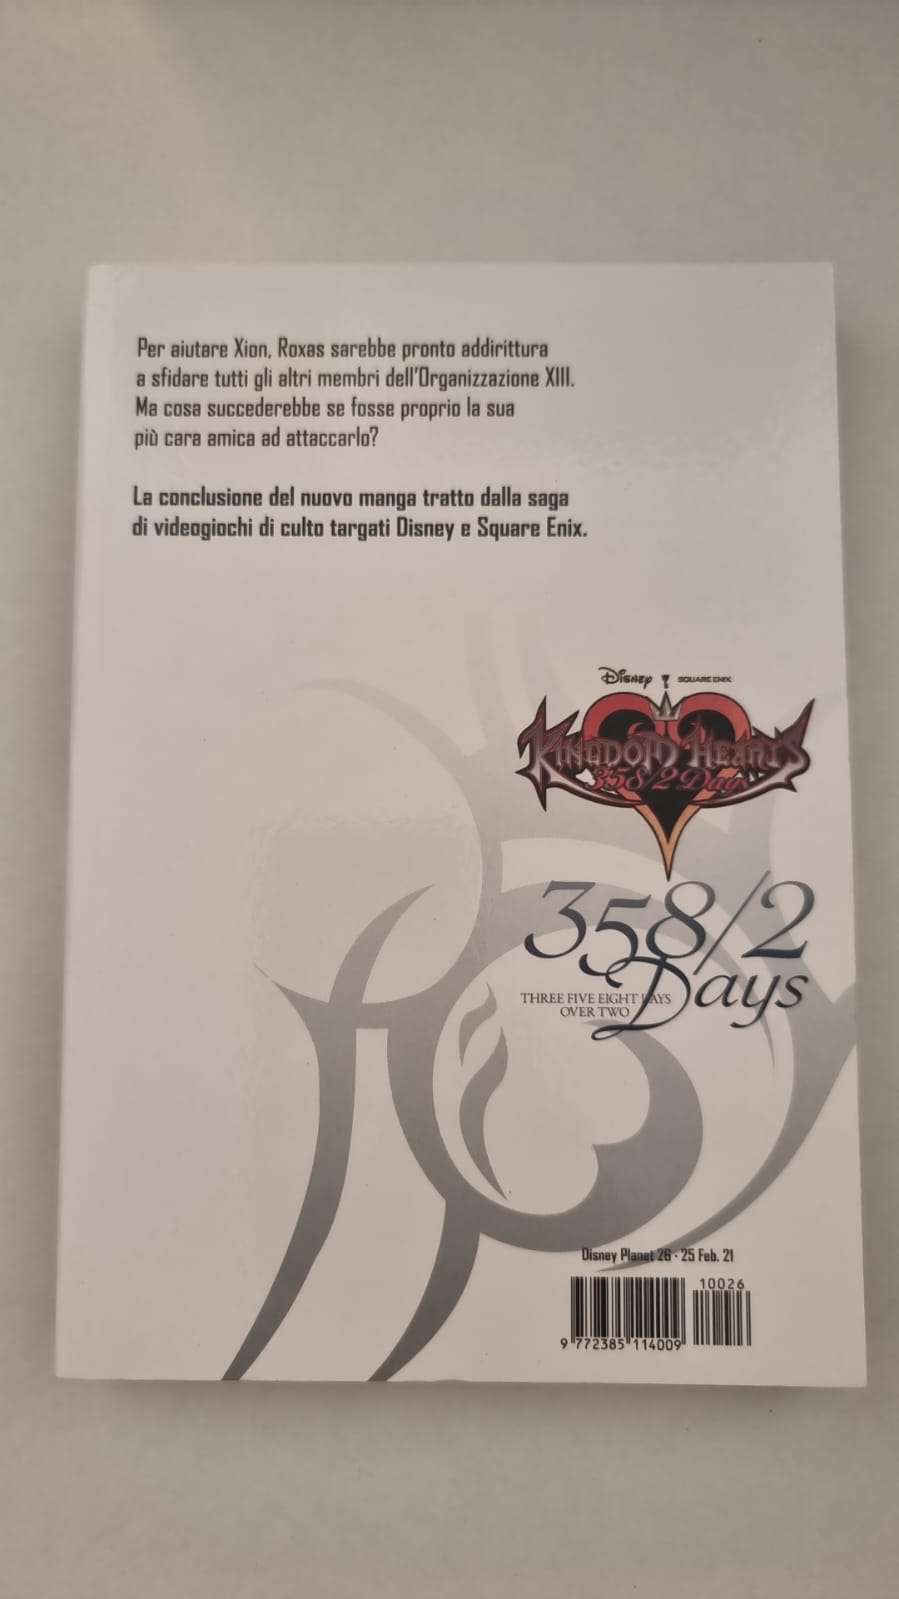 Per aiutare Xion, Roxas sarebbe pronto addirittura
a sfidare tutti gli altri membri dell'Organizzazione XIII.
Ma cosa succederebbe se fosse proprio la sua
più cara amica ad attaccarlo?
La conclusione del nuovo manga tratto dalla saga
di videogiochi di culto targati Disney e Square Enix.
Disney SQUARE ENIX
KINGDOM HEARTS
358/2 Days
358/2
Days
THREE FIVE EIGHT DAYS
OVER TWO
Disney Planet 26 · 25 Feb. 21
10026
9 772385 114009